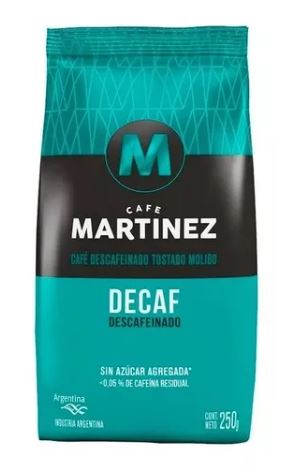 M
CAFE
MARTINEZ
CAFÉ DESCAFEINADO TOSTADO MOLIDO
DECAF
DESCAFEINADO
SIN AZÚCAR AGREGADA*
<0,05 % DE CAFEÍNA RESIDUAL
Argentina
INDUSTRIA ARGENTINA
CONT.
NETO 250g